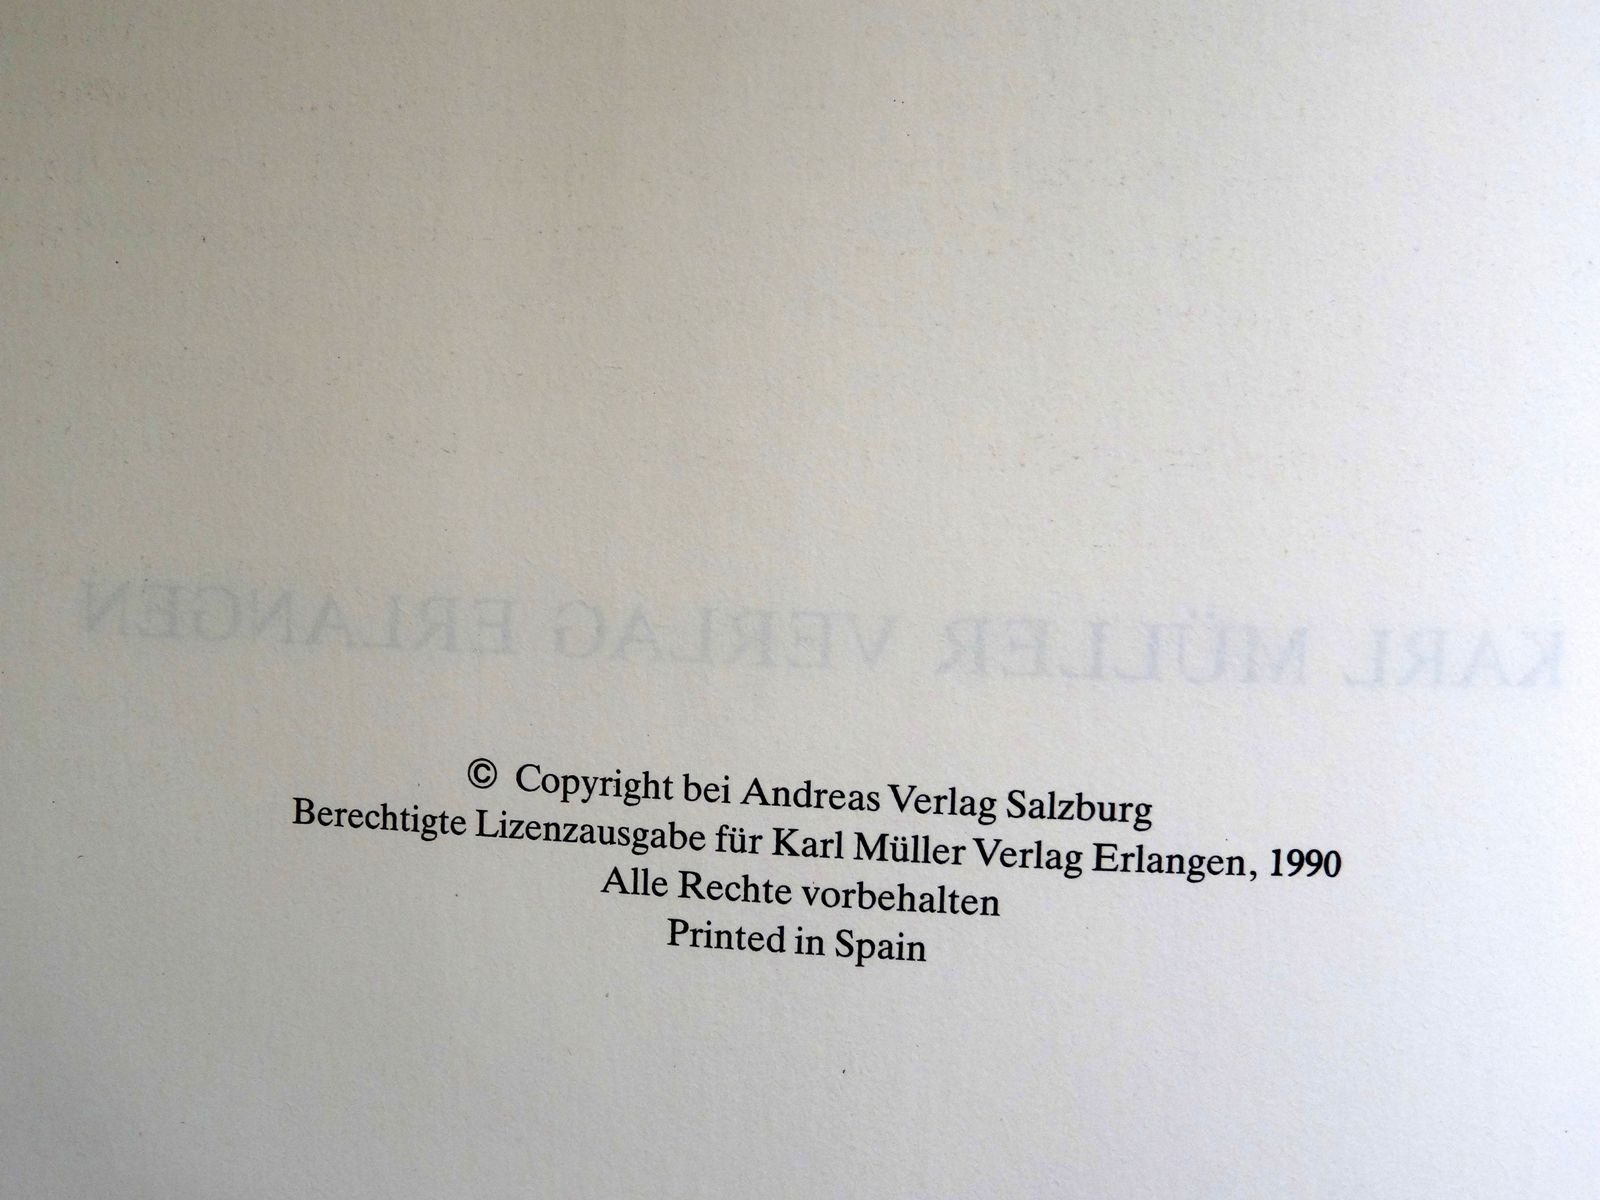 KARL MÜLLER VERLAG ERLANGEN
© Copyright bei Andreas Verlag Salzburg
Berechtigte Lizenzausgabe für Karl Müller Verlag Erlangen, 1990
Alle Rechte vorbehalten
Printed in Spain